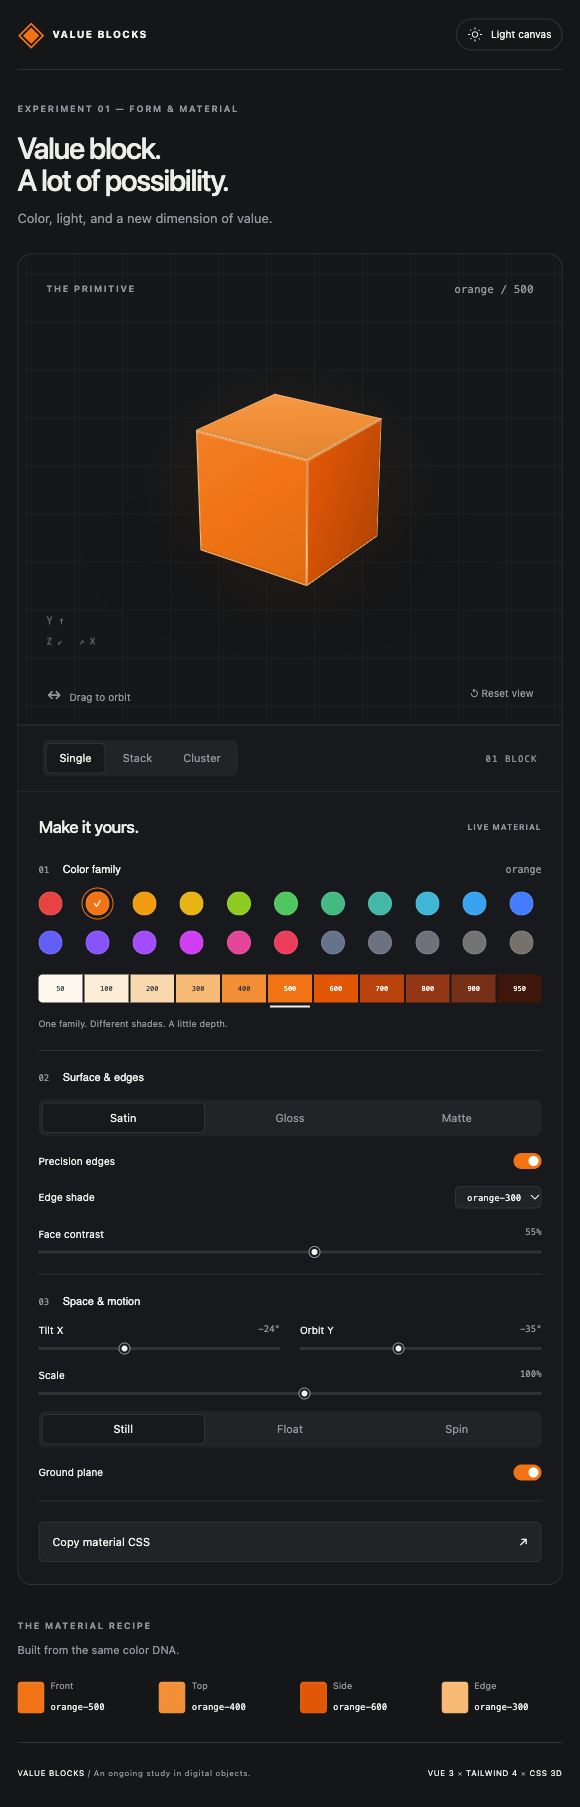 VALUE BLOCKS
Light canvas
EXPERIMENT 01 — FORM & MATERIAL
Value block.
A lot of possibility.
Color, light, and a new dimension of value.
THE PRIMITIVE
orange / 500
Y ↑
Z ↙ ↗ X
Drag to orbit
Reset view
Single
Stack
Cluster
01 BLOCK
Make it yours.
LIVE MATERIAL
01 Color family
orange
50 100 200 300 400 500 600 700 800 900 950
One family. Different shades. A little depth.
02 Surface & edges
Satin
Gloss
Matte
Precision edges
Edge shade
orange-300
Face contrast
55%
03 Space & motion
Tilt X
-24°
Orbit Y
-35°
Scale
100%
Still
Float
Spin
Ground plane
Copy material CSS
THE MATERIAL RECIPE
Built from the same color DNA.
Front
orange-500
Top
orange-400
Side
orange-600
Edge
orange-300
VALUE BLOCKS / An ongoing study in digital objects.
VUE 3 × TAILWIND 4 × CSS 3D